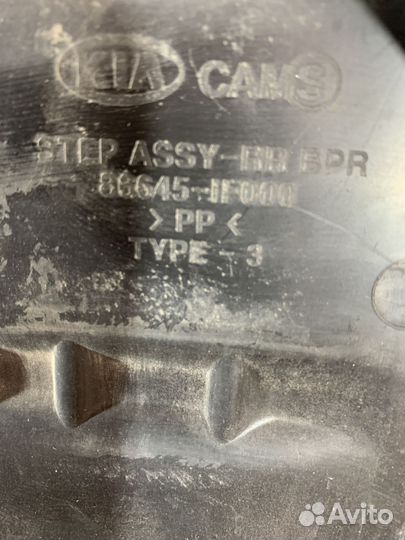 KIA CAMS
STEP ASSY-RR BPR
86645-1F000
> PP <
TYPE - 3
Avito